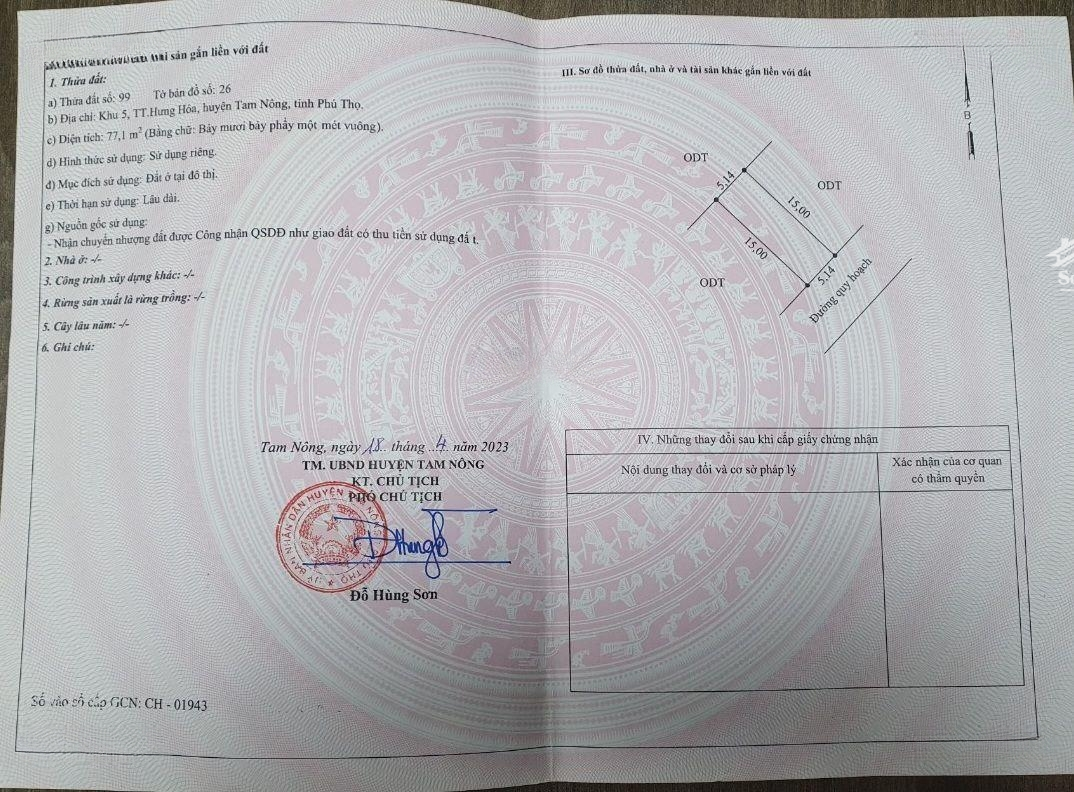 sản gắn liền với đất
1. Thửa đất:
a) Thửa đất số: 99 Tờ bản đồ số: 26
b) Địa chỉ: Khu 5, TT.Hưng Hóa, huyện Tam Nông, tỉnh Phú Thọ.
c) Diện tích: 77,1 m² (Bằng chữ: Bảy mươi bảy phẩy một mét vuông).
d) Hình thức sử dụng: Sử dụng riêng.
đ) Mục đích sử dụng: Đất ở tại đô thị.
e) Thời hạn sử dụng: Lâu dài.
g) Nguồn gốc sử dụng:
- Nhận chuyển nhượng đất được Công nhận QSDĐ như giao đất có thu tiền sử dụng đất.
2. Nhà ở: -/-
3. Công trình xây dựng khác: -/-
4. Rừng sản xuất là rừng trồng: -/-
5. Cây lâu năm: -/-
6. Ghi chú:
Tam Nông, ngày 18 tháng 4 năm 2023
TM. UBND HUYỆN TAM NÔNG
KT. CHỦ TỊCH
PHÓ CHỦ TỊCH
Đỗ Hùng Sơn
Số vào sổ cấp GCN: CH - 01943
III. Sơ đồ thửa đất, nhà ở và tài sản khác gắn liền với đất
B
ODT
5,14
ODT
15,00
15,00
ODT
5,14
Đường quy hoạch
IV. Những thay đổi sau khi cấp giấy chứng nhận
Nội dung thay đổi và cơ sở pháp lý
Xác nhận của cơ quan
có thẩm quyền